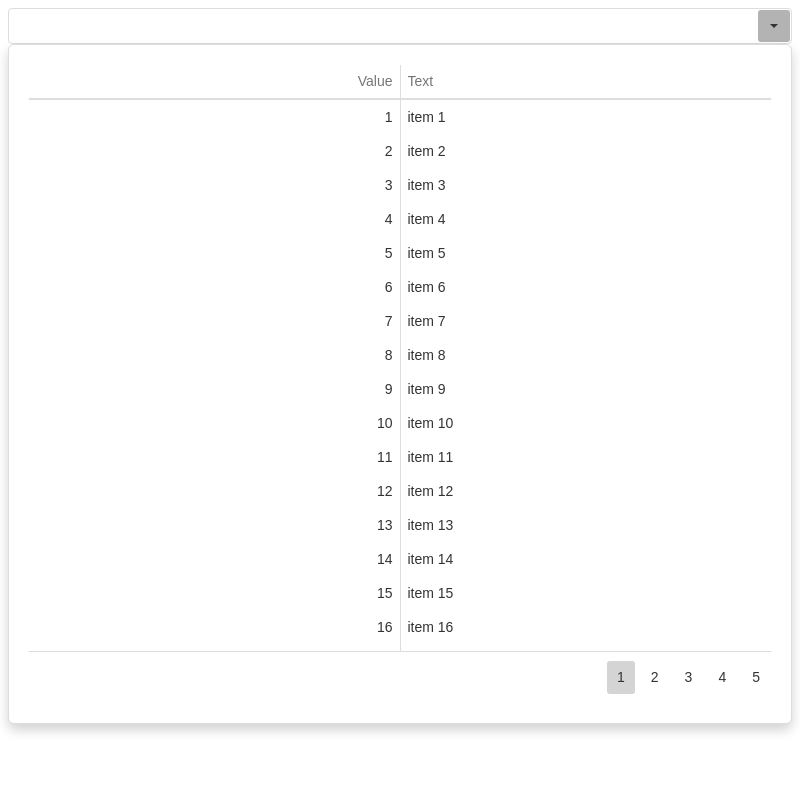 Value Text
1 item 1
2 item 2
3 item 3
4 item 4
5 item 5
6 item 6
7 item 7
8 item 8
9 item 9
10 item 10
11 item 11
12 item 12
13 item 13
14 item 14
15 item 15
16 item 16
1 2 3 4 5